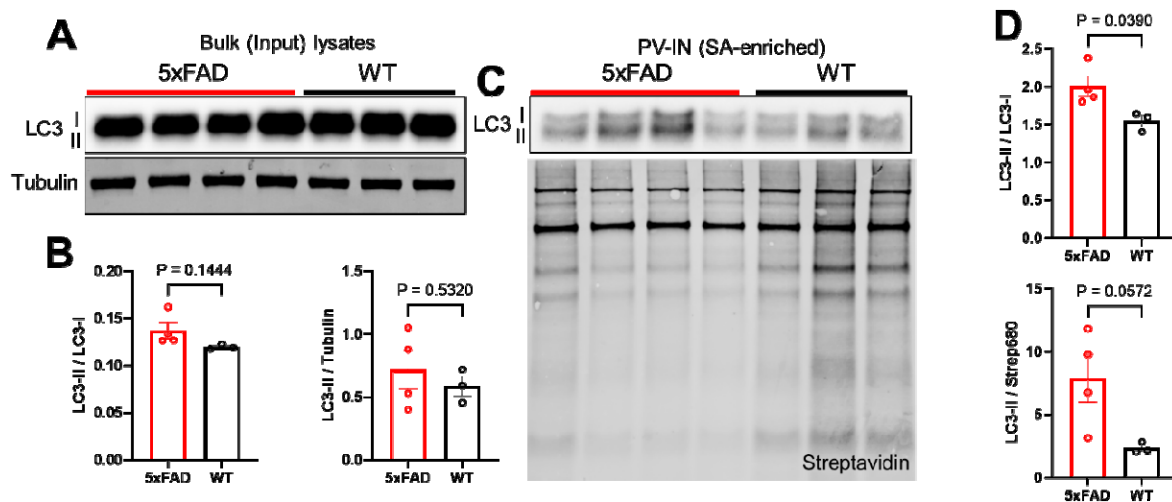 A
Bulk (Input) lysates
5xFAD WT
LC3 I
II
Tubulin
B
P = 0.1444
LC3-II / LC3-I
0.20
0.15
0.10
0.05
0.00
5xFAD WT
P = 0.5320
LC3-II / Tubulin
1.5
1.0
0.5
0.0
5xFAD WT
C
PV-IN (SA-enriched)
5xFAD WT
LC3 I
II
Streptavidin
D
P = 0.0390
LC3-II / LC3-I
2.5
2.0
1.5
1.0
0.5
0.0
5xFAD WT
P = 0.0572
LC3-II / Strep680
15
10
5
0
5xFAD WT